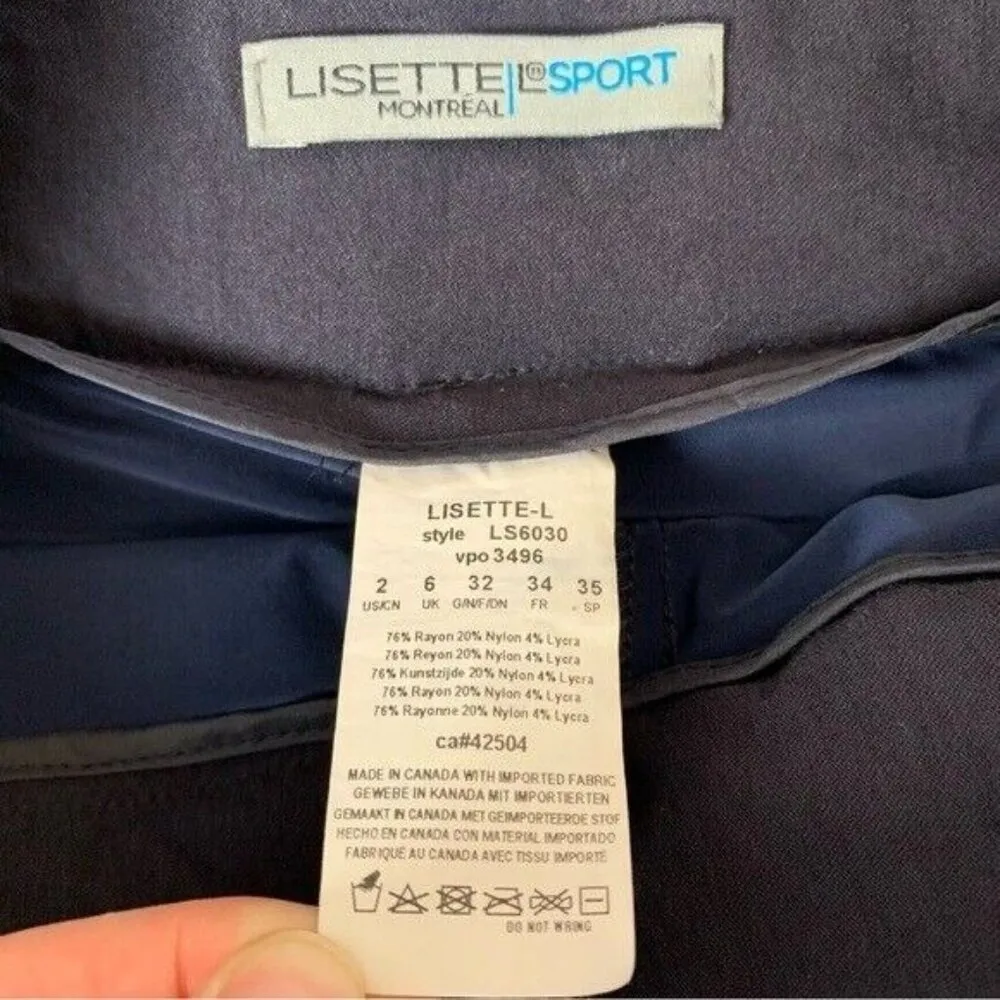 LISETTE L® SPORT
MONTRÉAL
LISETTE-L
style LS6030
vpo 3496
2 6 32 34 35
US/CN UK G/N/F/DN FR SP
76% Rayon 20% Nylon 4% Lycra
76% Reyon 20% Nylon 4% Lycra
76% Kunstzijde 20% Nylon 4% Lycra
76% Rayon 20% Nylon 4% Lycra
76% Rayonne 20% Nylon 4% Lycra
ca#42504
MADE IN CANADA WITH IMPORTED FABRIC
GEWEBE IN KANADA MIT IMPORTIERTEN
GEMAAKT IN CANADA MET GEIMPORTEERDE STOF
HECHO EN CANADA CON MATERIAL IMPORTADO
FABRIQUE AU CANADA AVEC TISSU IMPORTE
DO NOT WRING